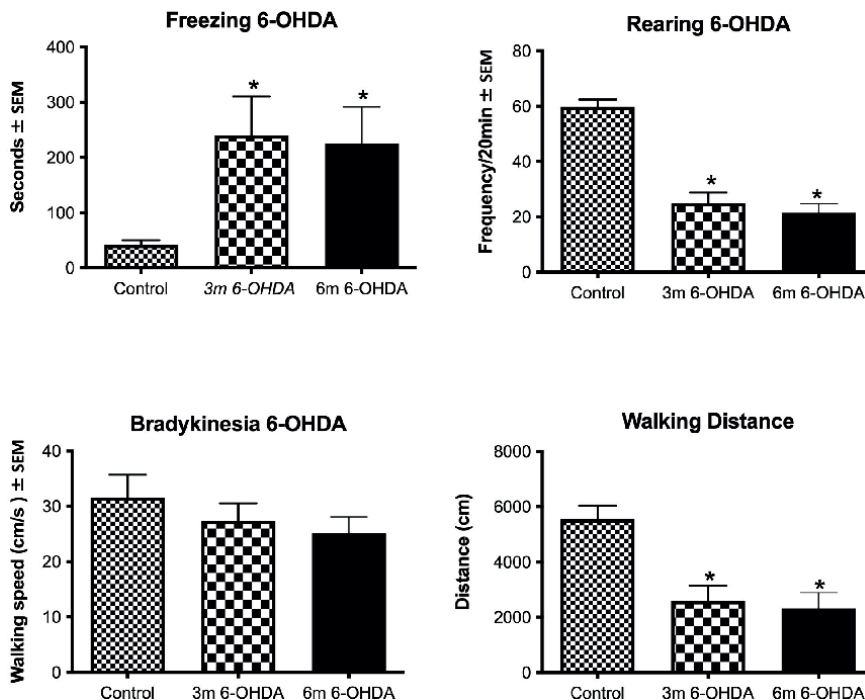 Freezing 6-OHDA
Seconds ± SEM
400
300
200
100
0
*
*
Control
3m 6-OHDA
6m 6-OHDA
Rearing 6-OHDA
Frequency/20min ± SEM
80
60
40
20
0
*
*
Control
3m 6-OHDA
6m 6-OHDA
Bradykinesia 6-OHDA
Walking speed (cm/s ) ± SEM
40
30
20
10
0
Control
3m 6-OHDA
6m 6-OHDA
Walking Distance
Distance (cm)
8000
6000
4000
2000
0
*
*
Control
3m 6-OHDA
6m 6-OHDA